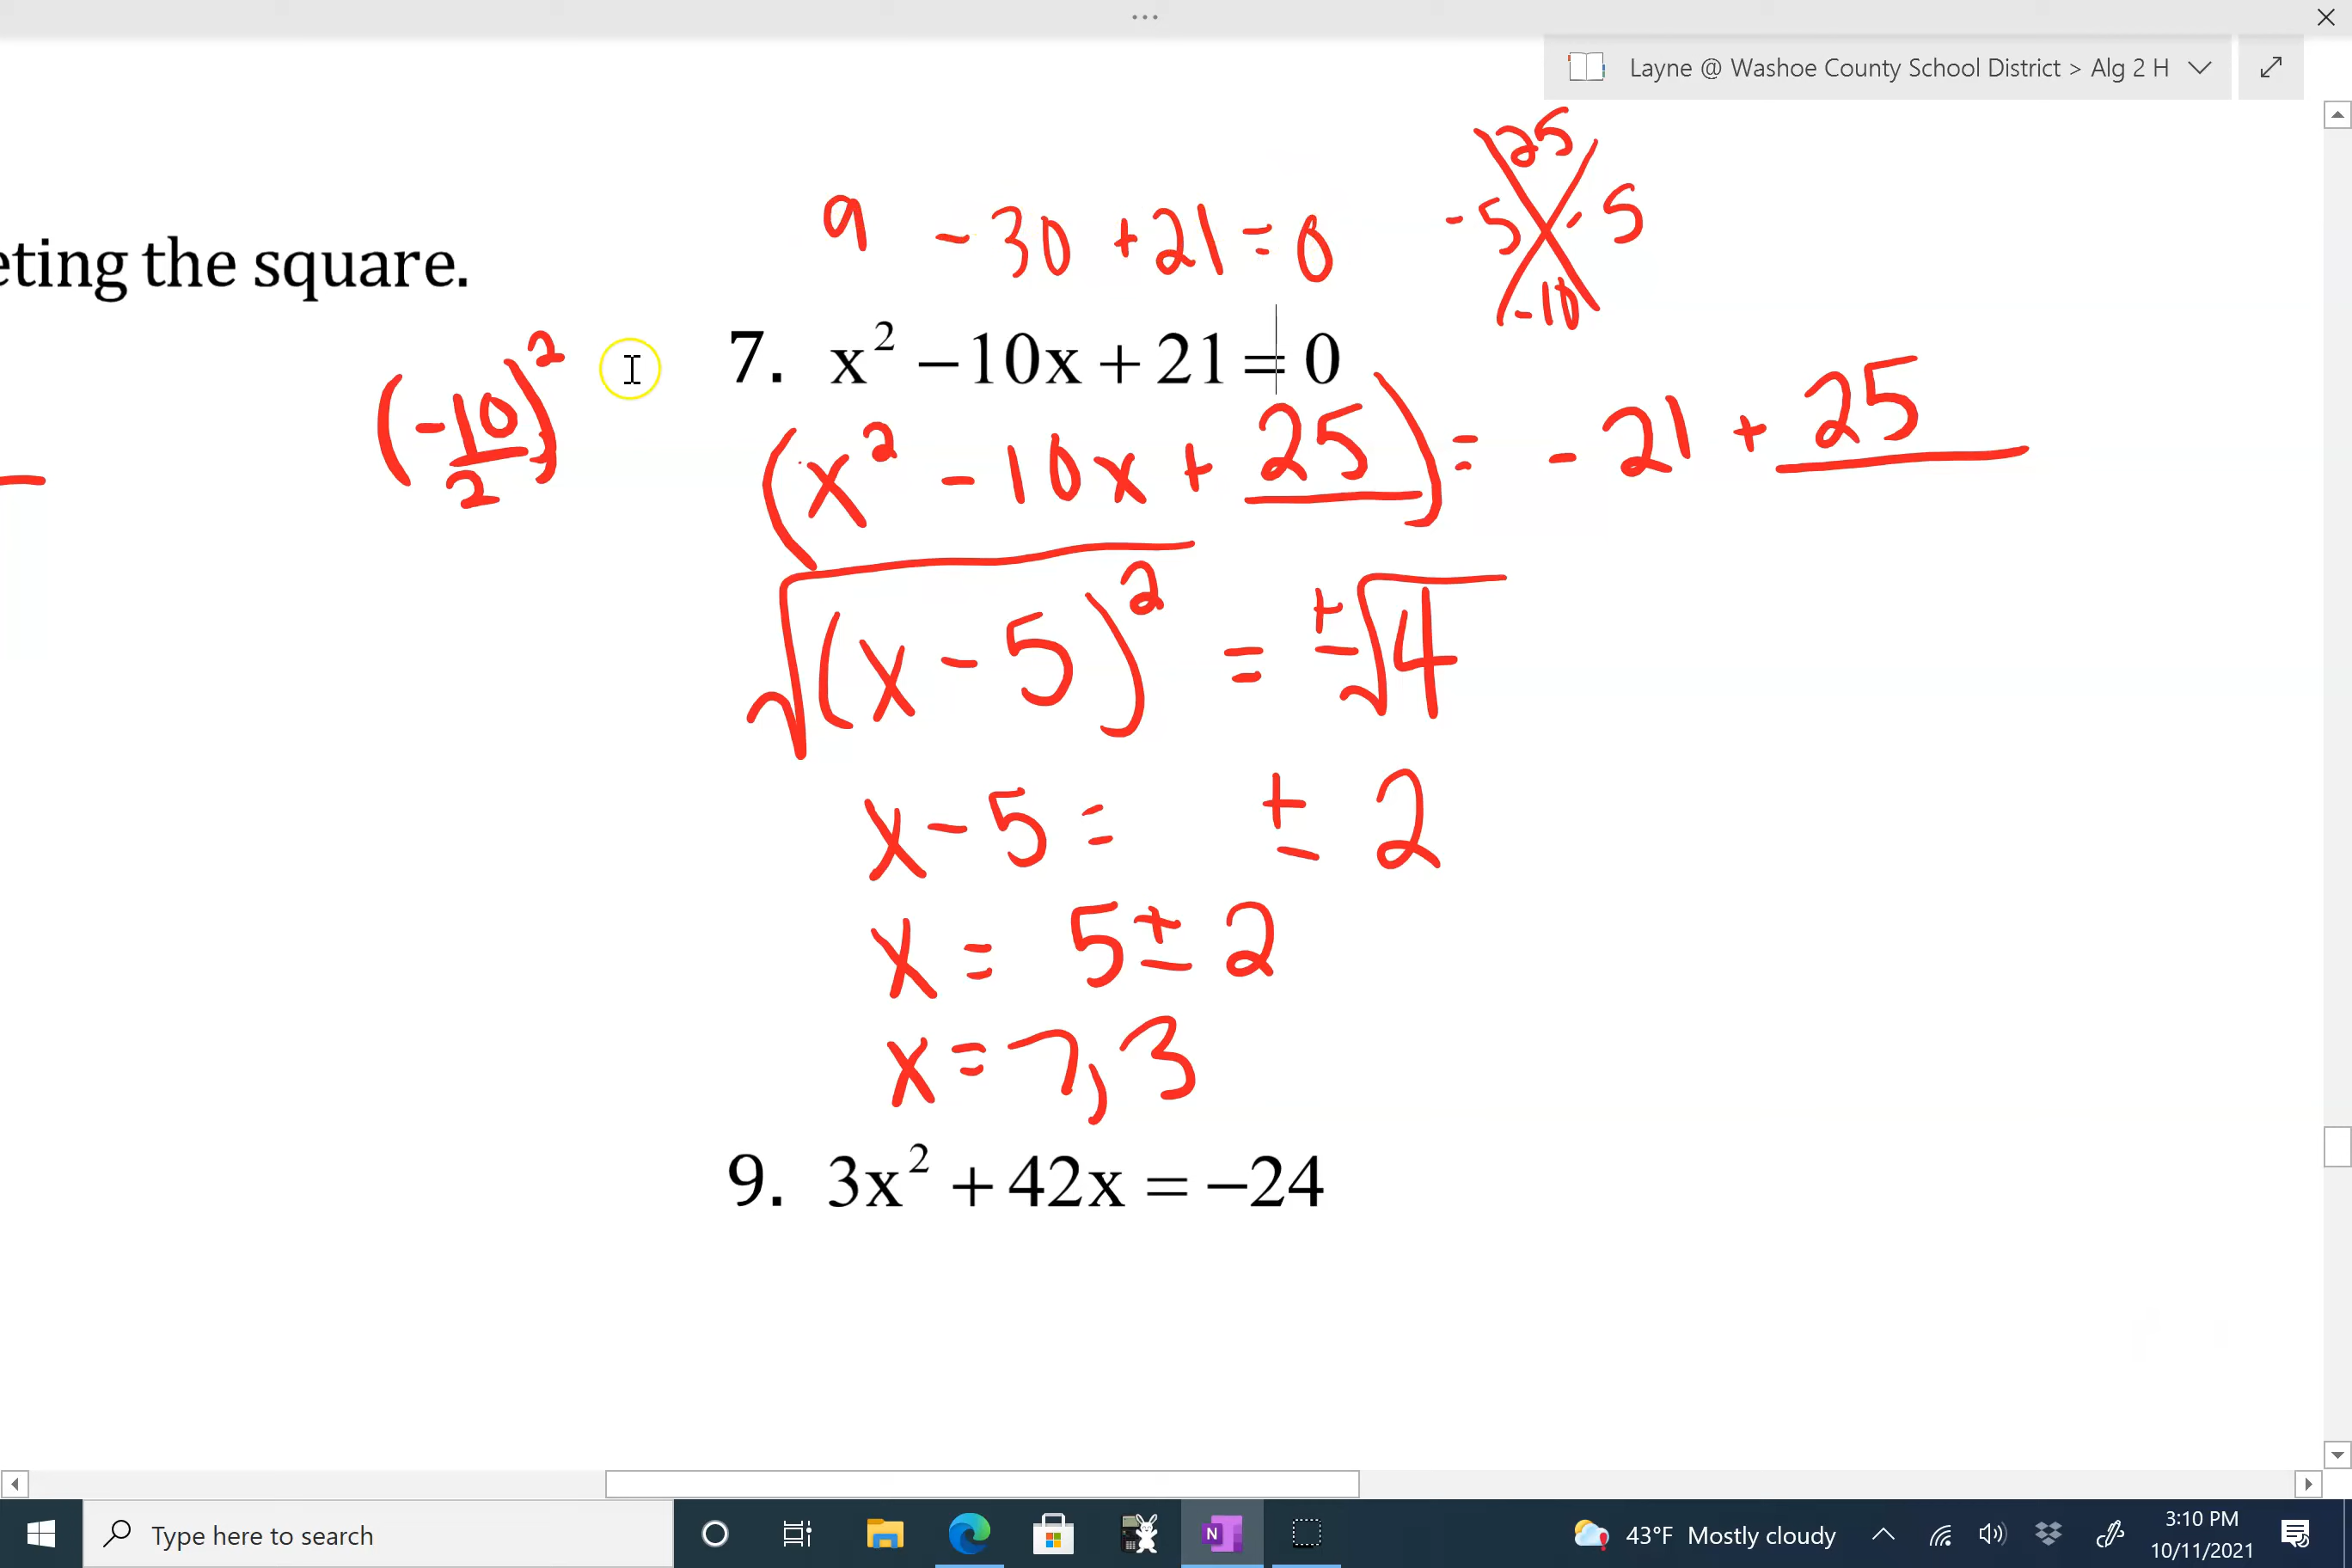 Layne @ Washoe County School District > Alg 2 H
25
-5 -5
-10
9 - 30 + 21 = 0
eting the square.
7. x² − 10x + 21 = 0
(-10/2)²
(x² - 10x + 25) = -21 + 25
√(x - 5)² = ±√4
x - 5 = ± 2
x = 5 ± 2
x = 7, 3
9. 3x² + 42x = −24
Type here to search
N
43°F Mostly cloudy
3:10 PM
10/11/2021